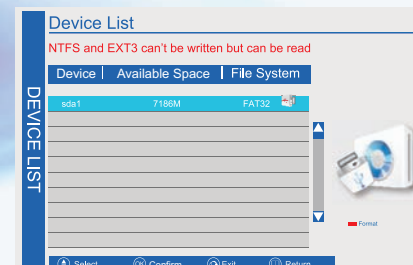 Device List
NTFS and EXT3 can't be written but can be read
Device Available Space File System
DEVICE LIST
sda1 7186M FAT32
Format
Select OK Confirm Exit Return